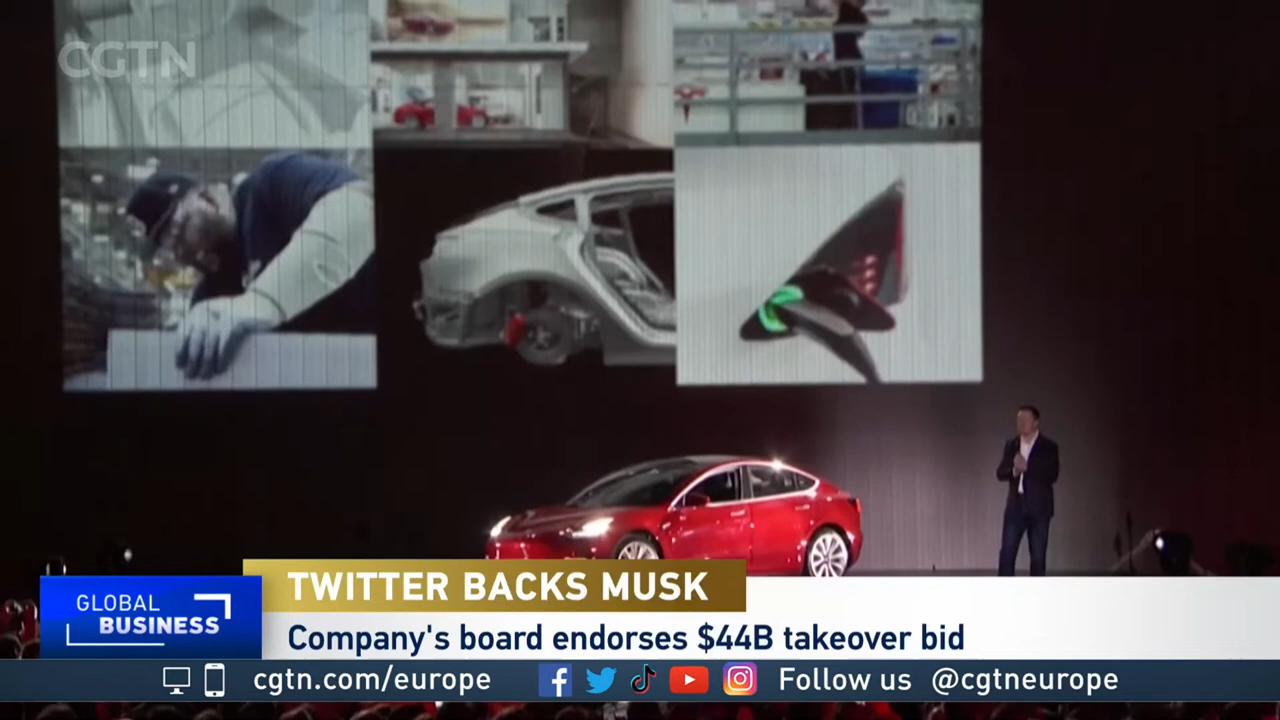 CGTN
TWITTER BACKS MUSK
GLOBAL
BUSINESS
Company's board endorses $44B takeover bid
cgtn.com/europe
Follow us @cgtneurope